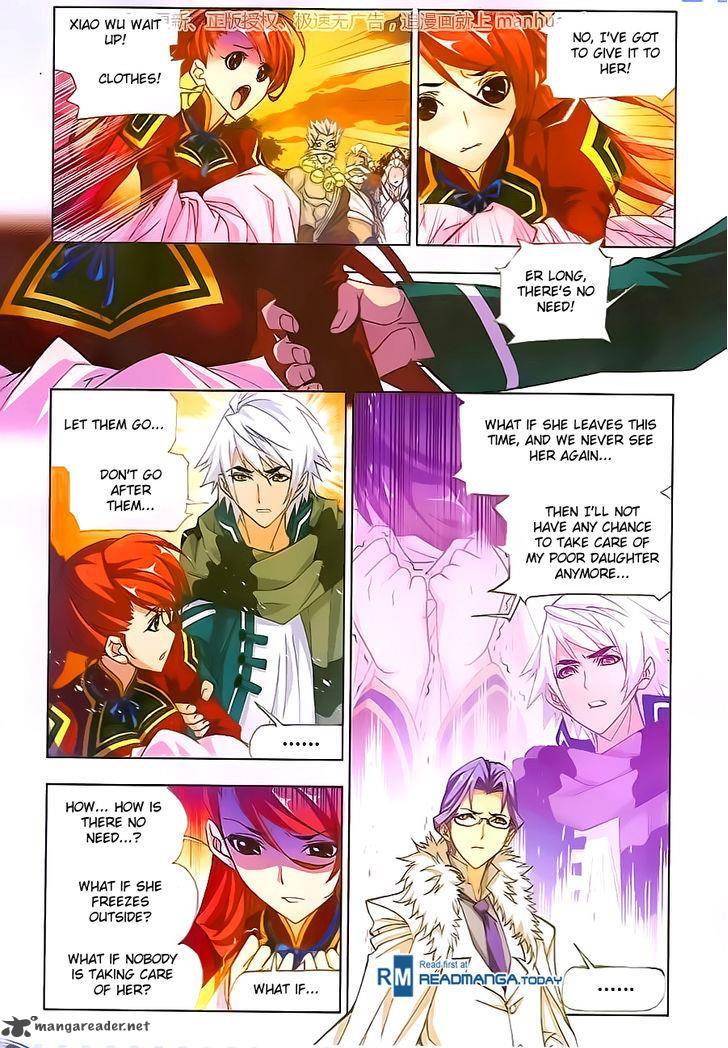 更新、正版授权、极速无广告，追漫画就上 manhua
XIAO WU WAIT
UP!
CLOTHES!
NO, I'VE GOT
TO GIVE IT TO
HER!
ER LONG,
THERE'S NO
NEED!
LET THEM GO...
DON'T GO
AFTER
THEM...
......
WHAT IF SHE LEAVES THIS
TIME, AND WE NEVER SEE
HER AGAIN...
THEN I'LL NOT
HAVE ANY CHANCE
TO TAKE CARE OF
MY POOR DAUGHTER
ANYMORE...
HOW... HOW IS
THERE NO
NEED...?
WHAT IF SHE
FREEZES
OUTSIDE?
WHAT IF NOBODY
IS TAKING CARE
OF HER?
WHAT IF...
......
RM
Read first at
READMANGA.TODAY
mangareader.net